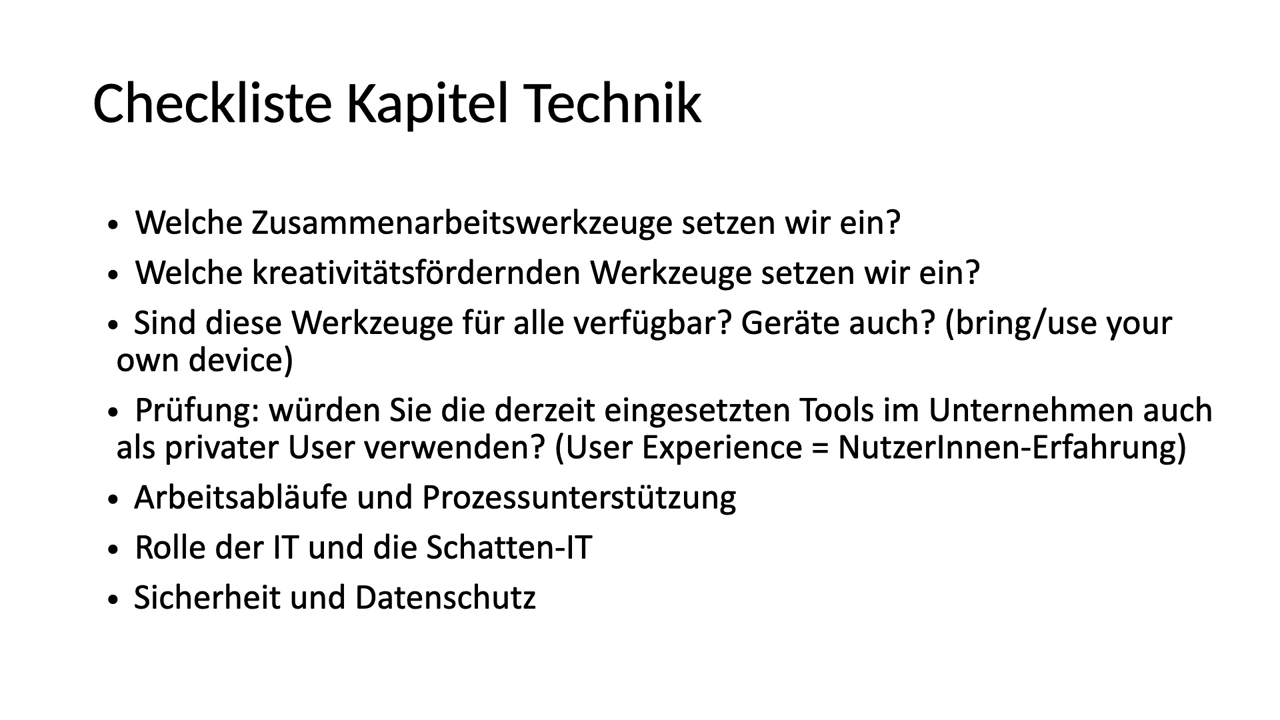 Checkliste Kapitel Technik
• Welche Zusammenarbeitswerkzeuge setzen wir ein?
• Welche kreativitätsfördernden Werkzeuge setzen wir ein?
• Sind diese Werkzeuge für alle verfügbar? Geräte auch? (bring/use your
own device)
• Prüfung: würden Sie die derzeit eingesetzten Tools im Unternehmen auch
als privater User verwenden? (User Experience = NutzerInnen-Erfahrung)
• Arbeitsabläufe und Prozessunterstützung
• Rolle der IT und die Schatten-IT
• Sicherheit und Datenschutz